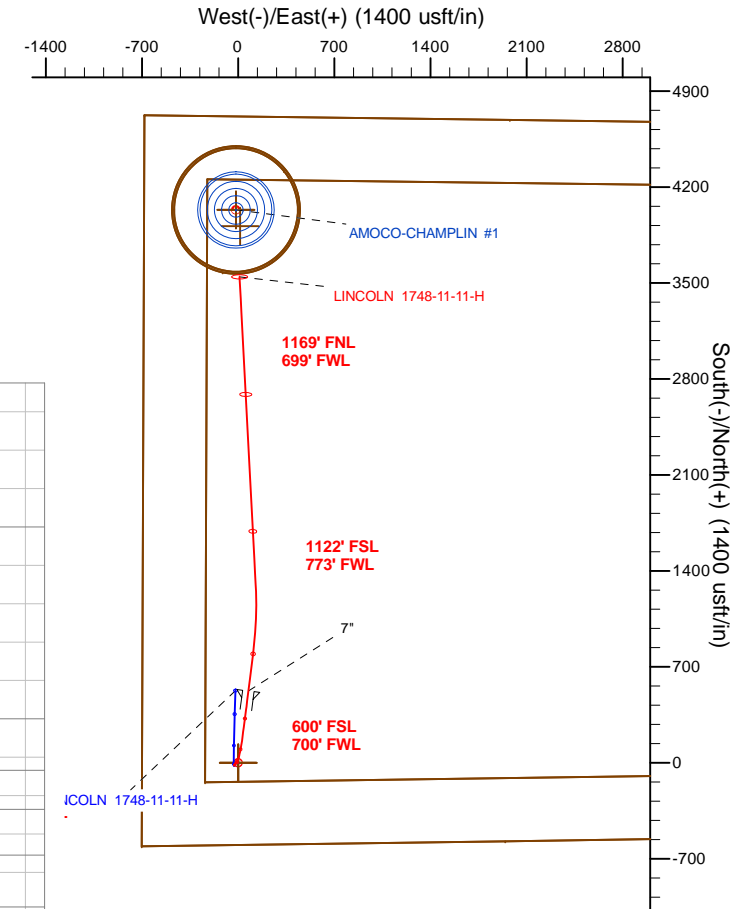 West(-)/East(+) (1400 usft/in)
-1400 -700 0 700 1400 2100 2800
4900
4200
AMOCO-CHAMPLIN #1
3500
LINCOLN 1748-11-11-H
1169' FNL
699' FWL
2800
South(-)/North(+) (1400 usft/in)
2100
1122' FSL
773' FWL
1400
7"
700
600' FSL
700' FWL
0
NCOLN 1748-11-11-H
-700